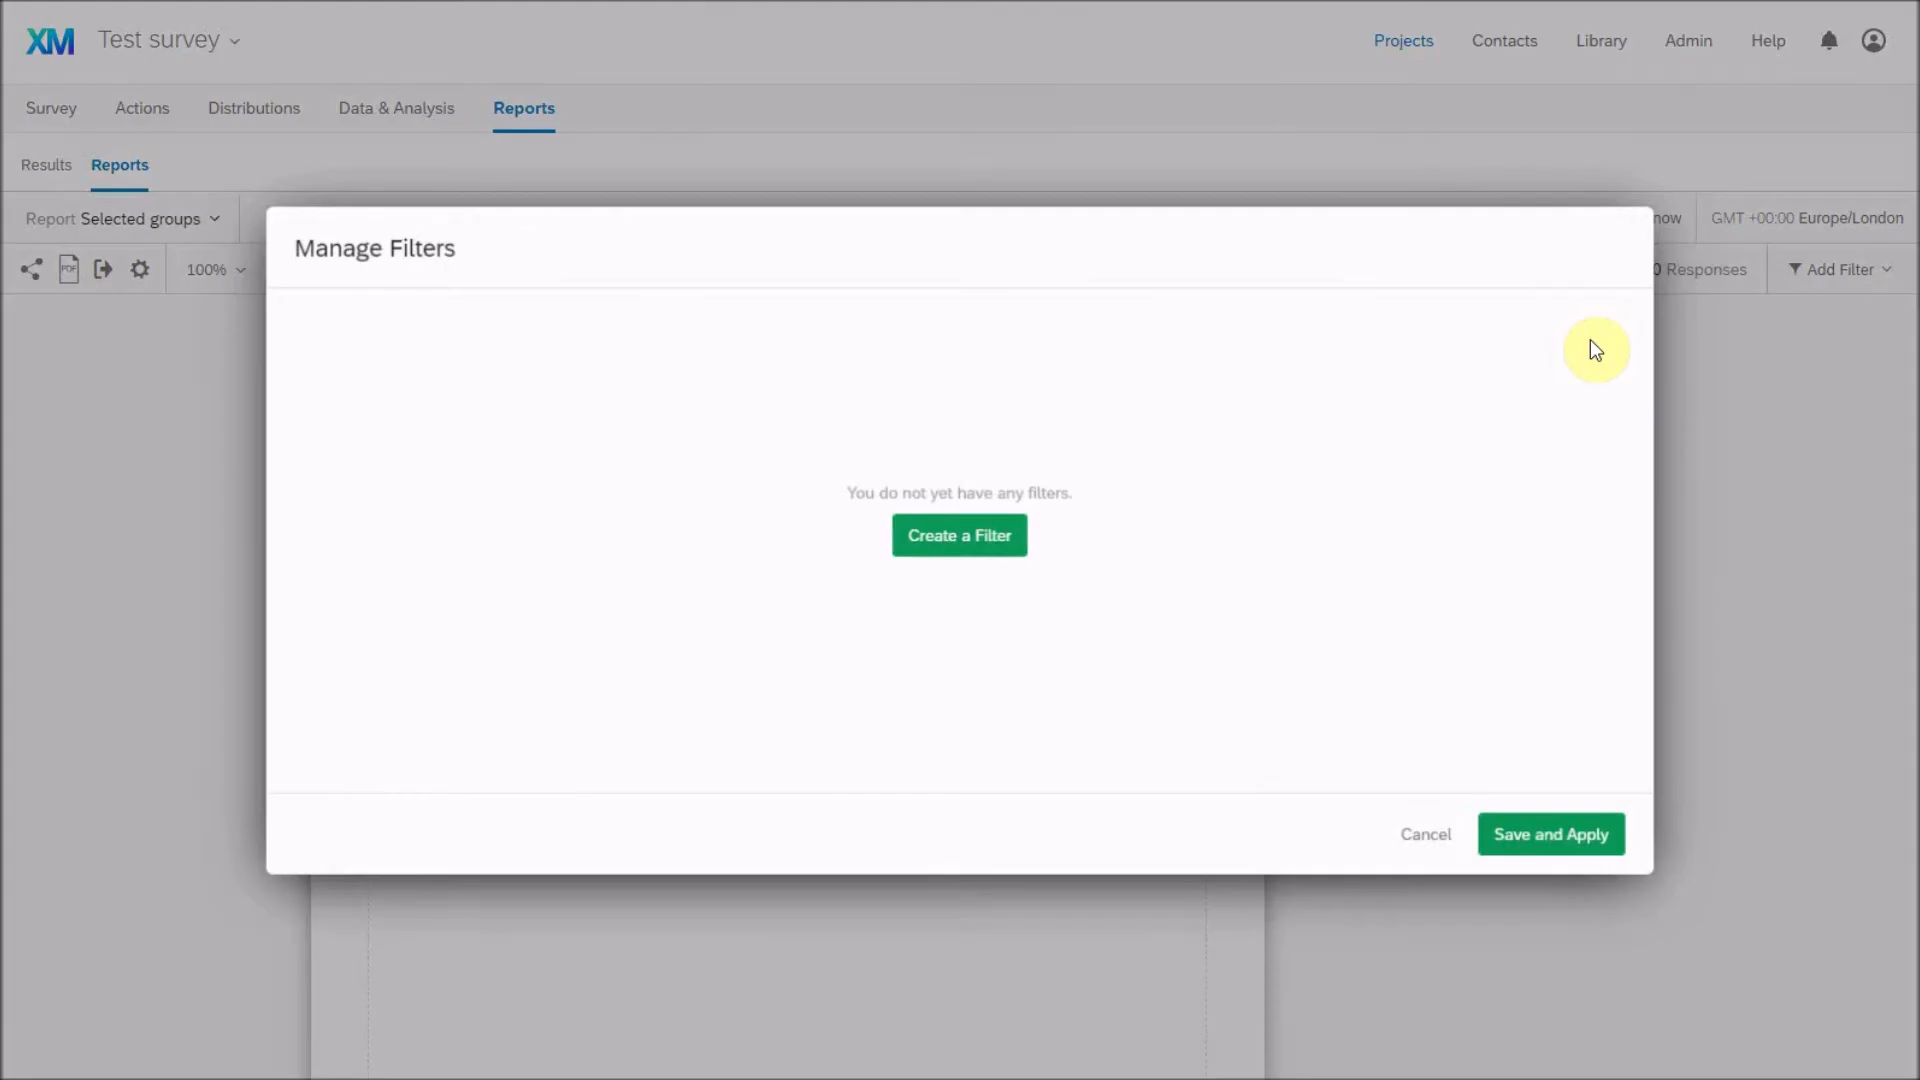 XM Test survey
Projects Contacts Library Admin Help
Survey Actions Distributions Data & Analysis Reports
Results Reports
Report Selected groups
now GMT +00:00 Europe/London
Manage Filters
PDF 100%
0 Responses Add Filter
You do not yet have any filters.
Create a Filter
Cancel Save and Apply